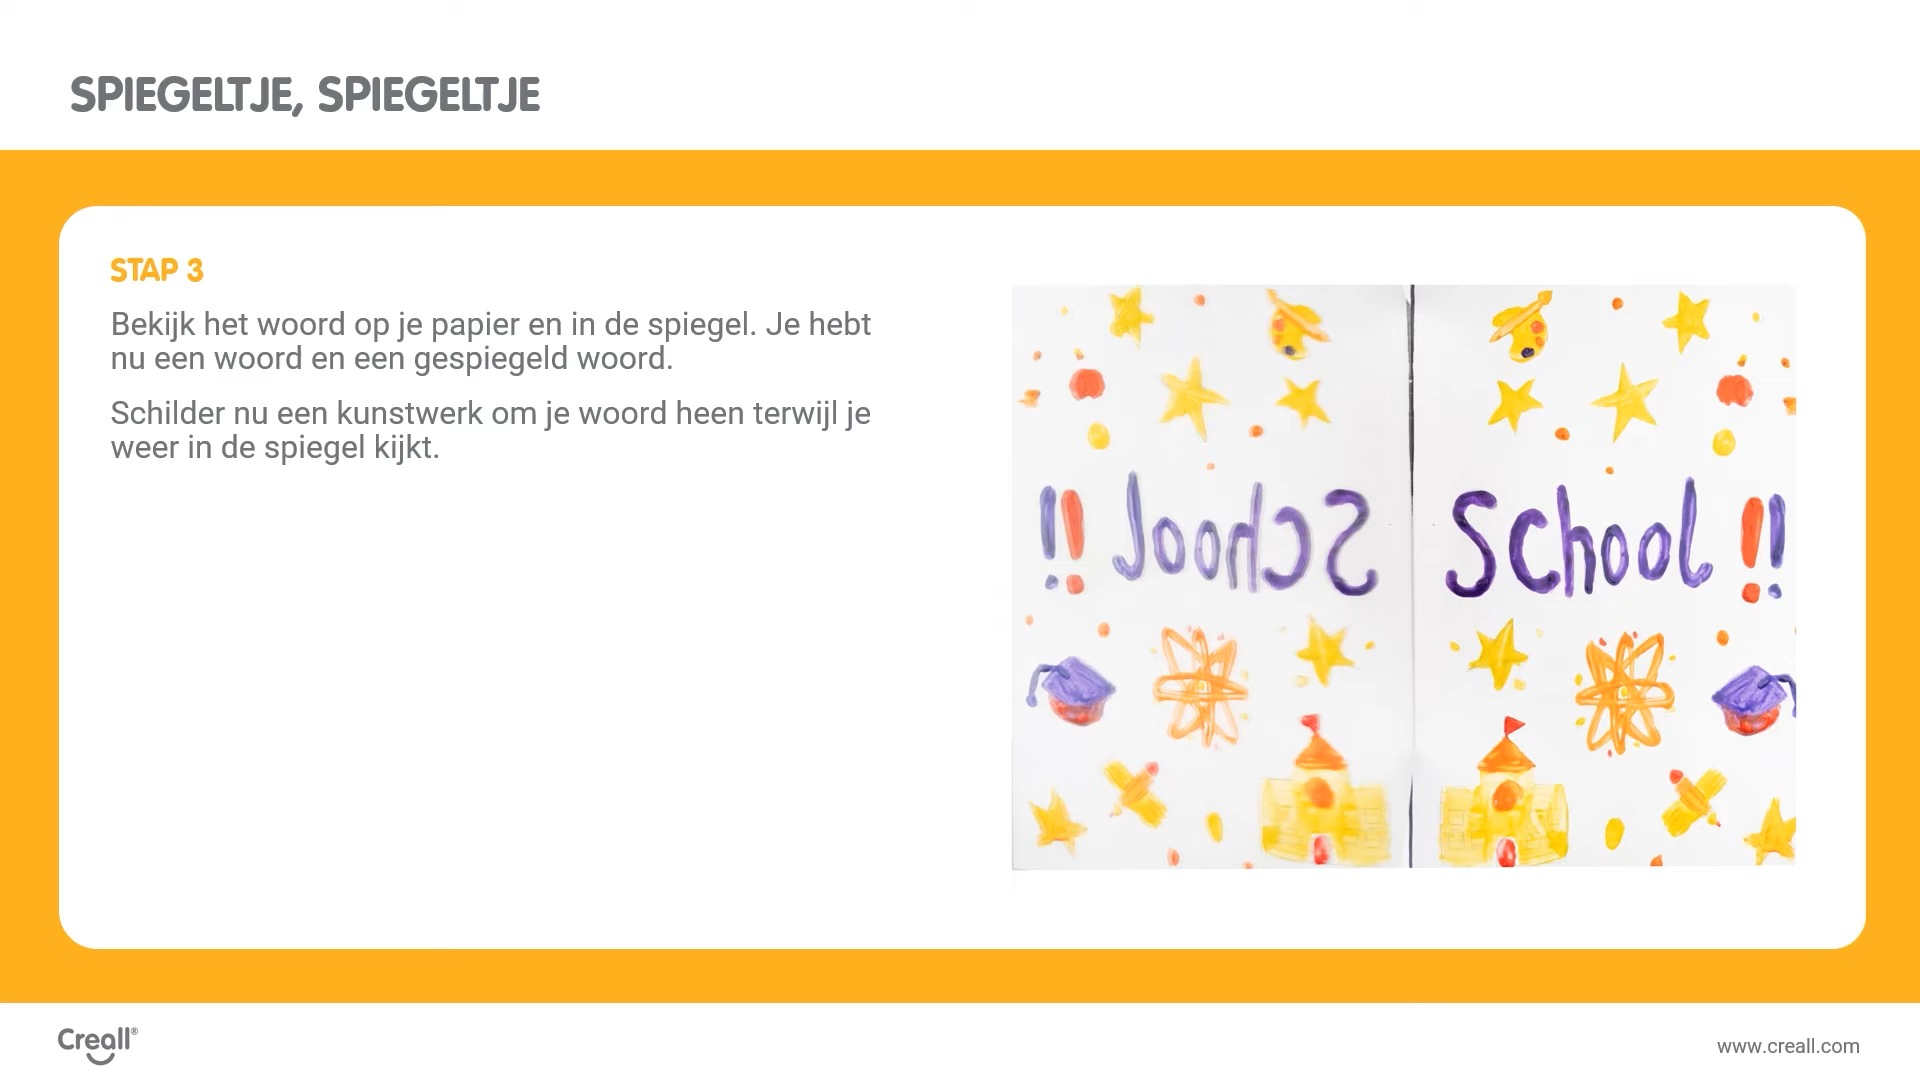 SPIEGELTJE, SPIEGELTJE
STAP 3
Bekijk het woord op je papier en in de spiegel. Je hebt
nu een woord en een gespiegeld woord.
Schilder nu een kunstwerk om je woord heen terwijl je
weer in de spiegel kijkt.
School!! School!!
Creall®
www.creall.com